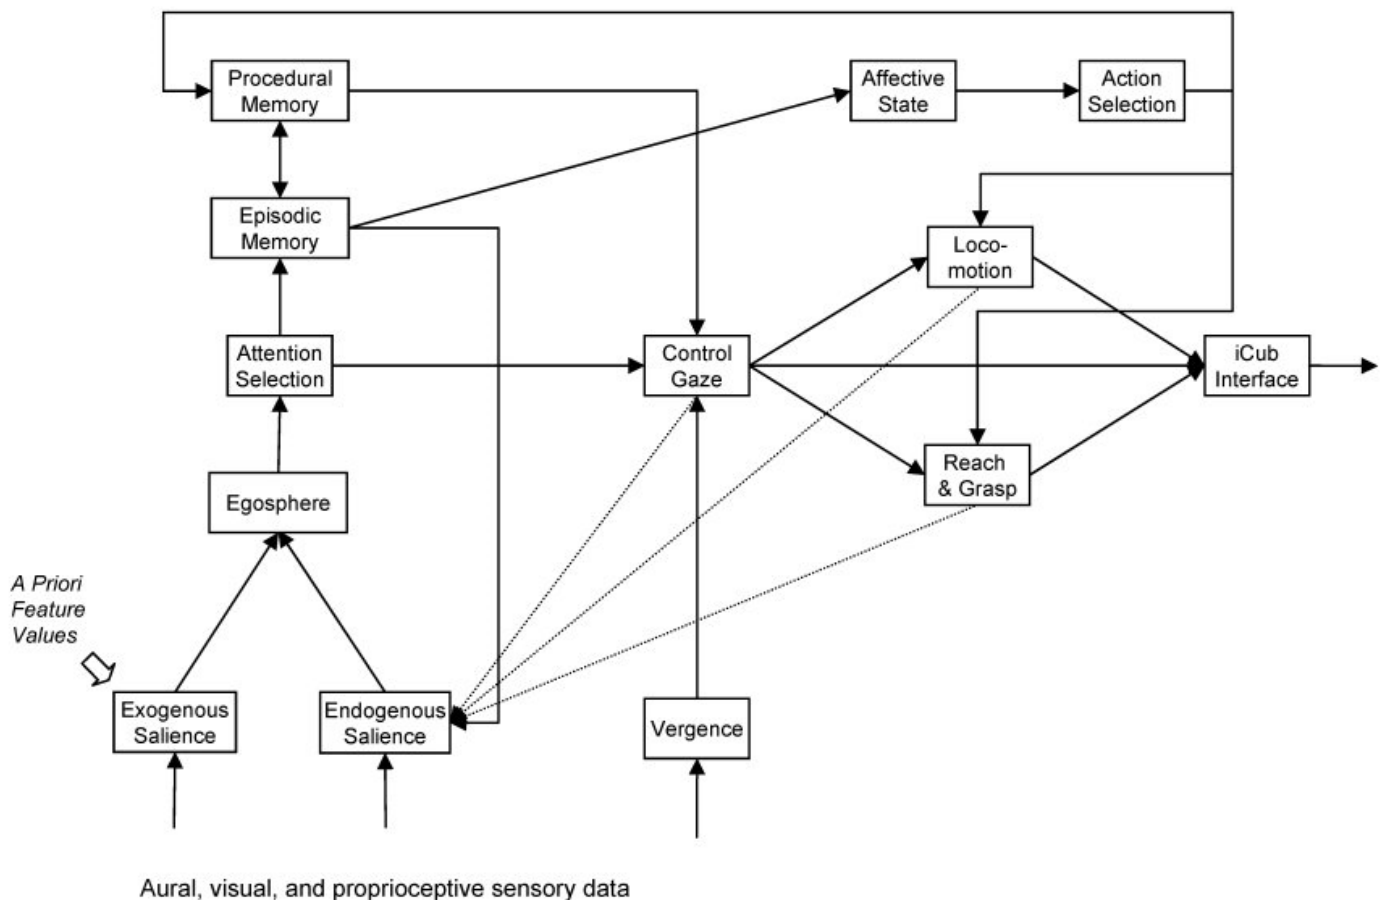 Procedural
Memory
Affective
State
Action
Selection
Episodic
Memory
Loco-
motion
Attention
Selection
Control
Gaze
iCub
Interface
Reach
& Grasp
Egosphere
A Priori
Feature
Values
Exogenous
Salience
Endogenous
Salience
Vergence
Aural, visual, and proprioceptive sensory data